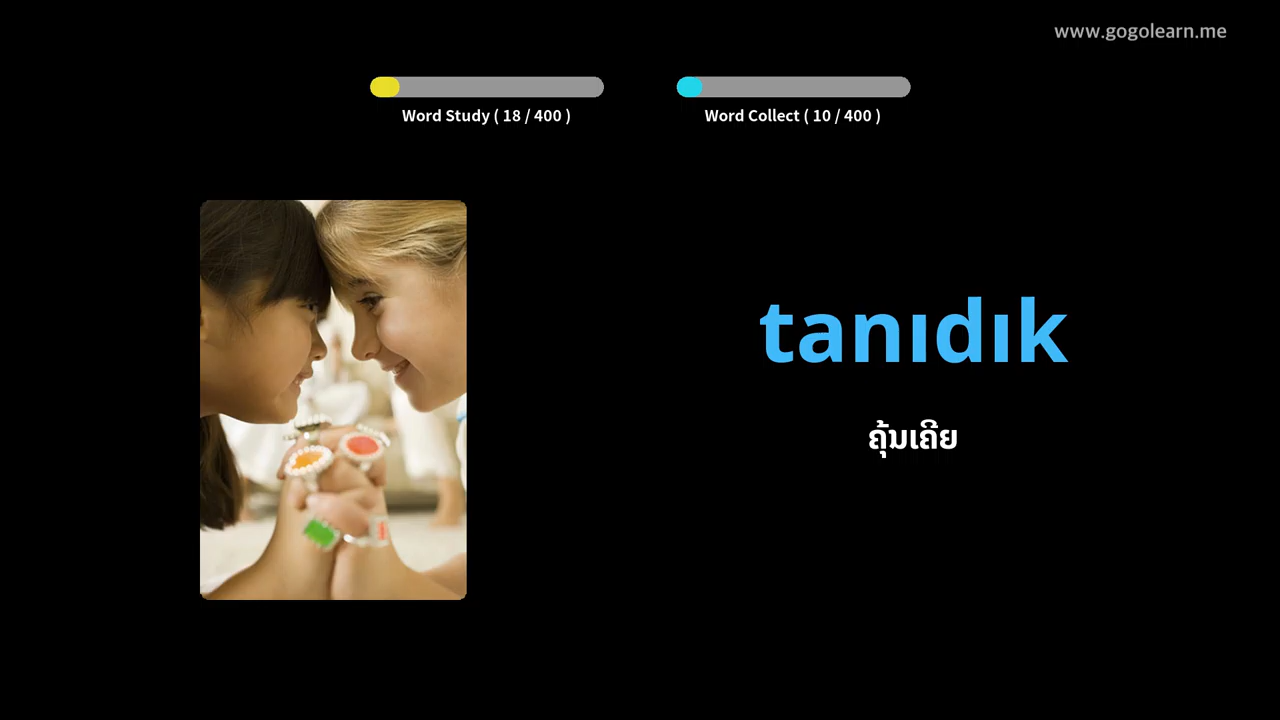 www.gogolearn.me
Word Study ( 18 / 400 )
Word Collect ( 10 / 400 )
tanıdık
ຄຸ້ນເຄີຍ